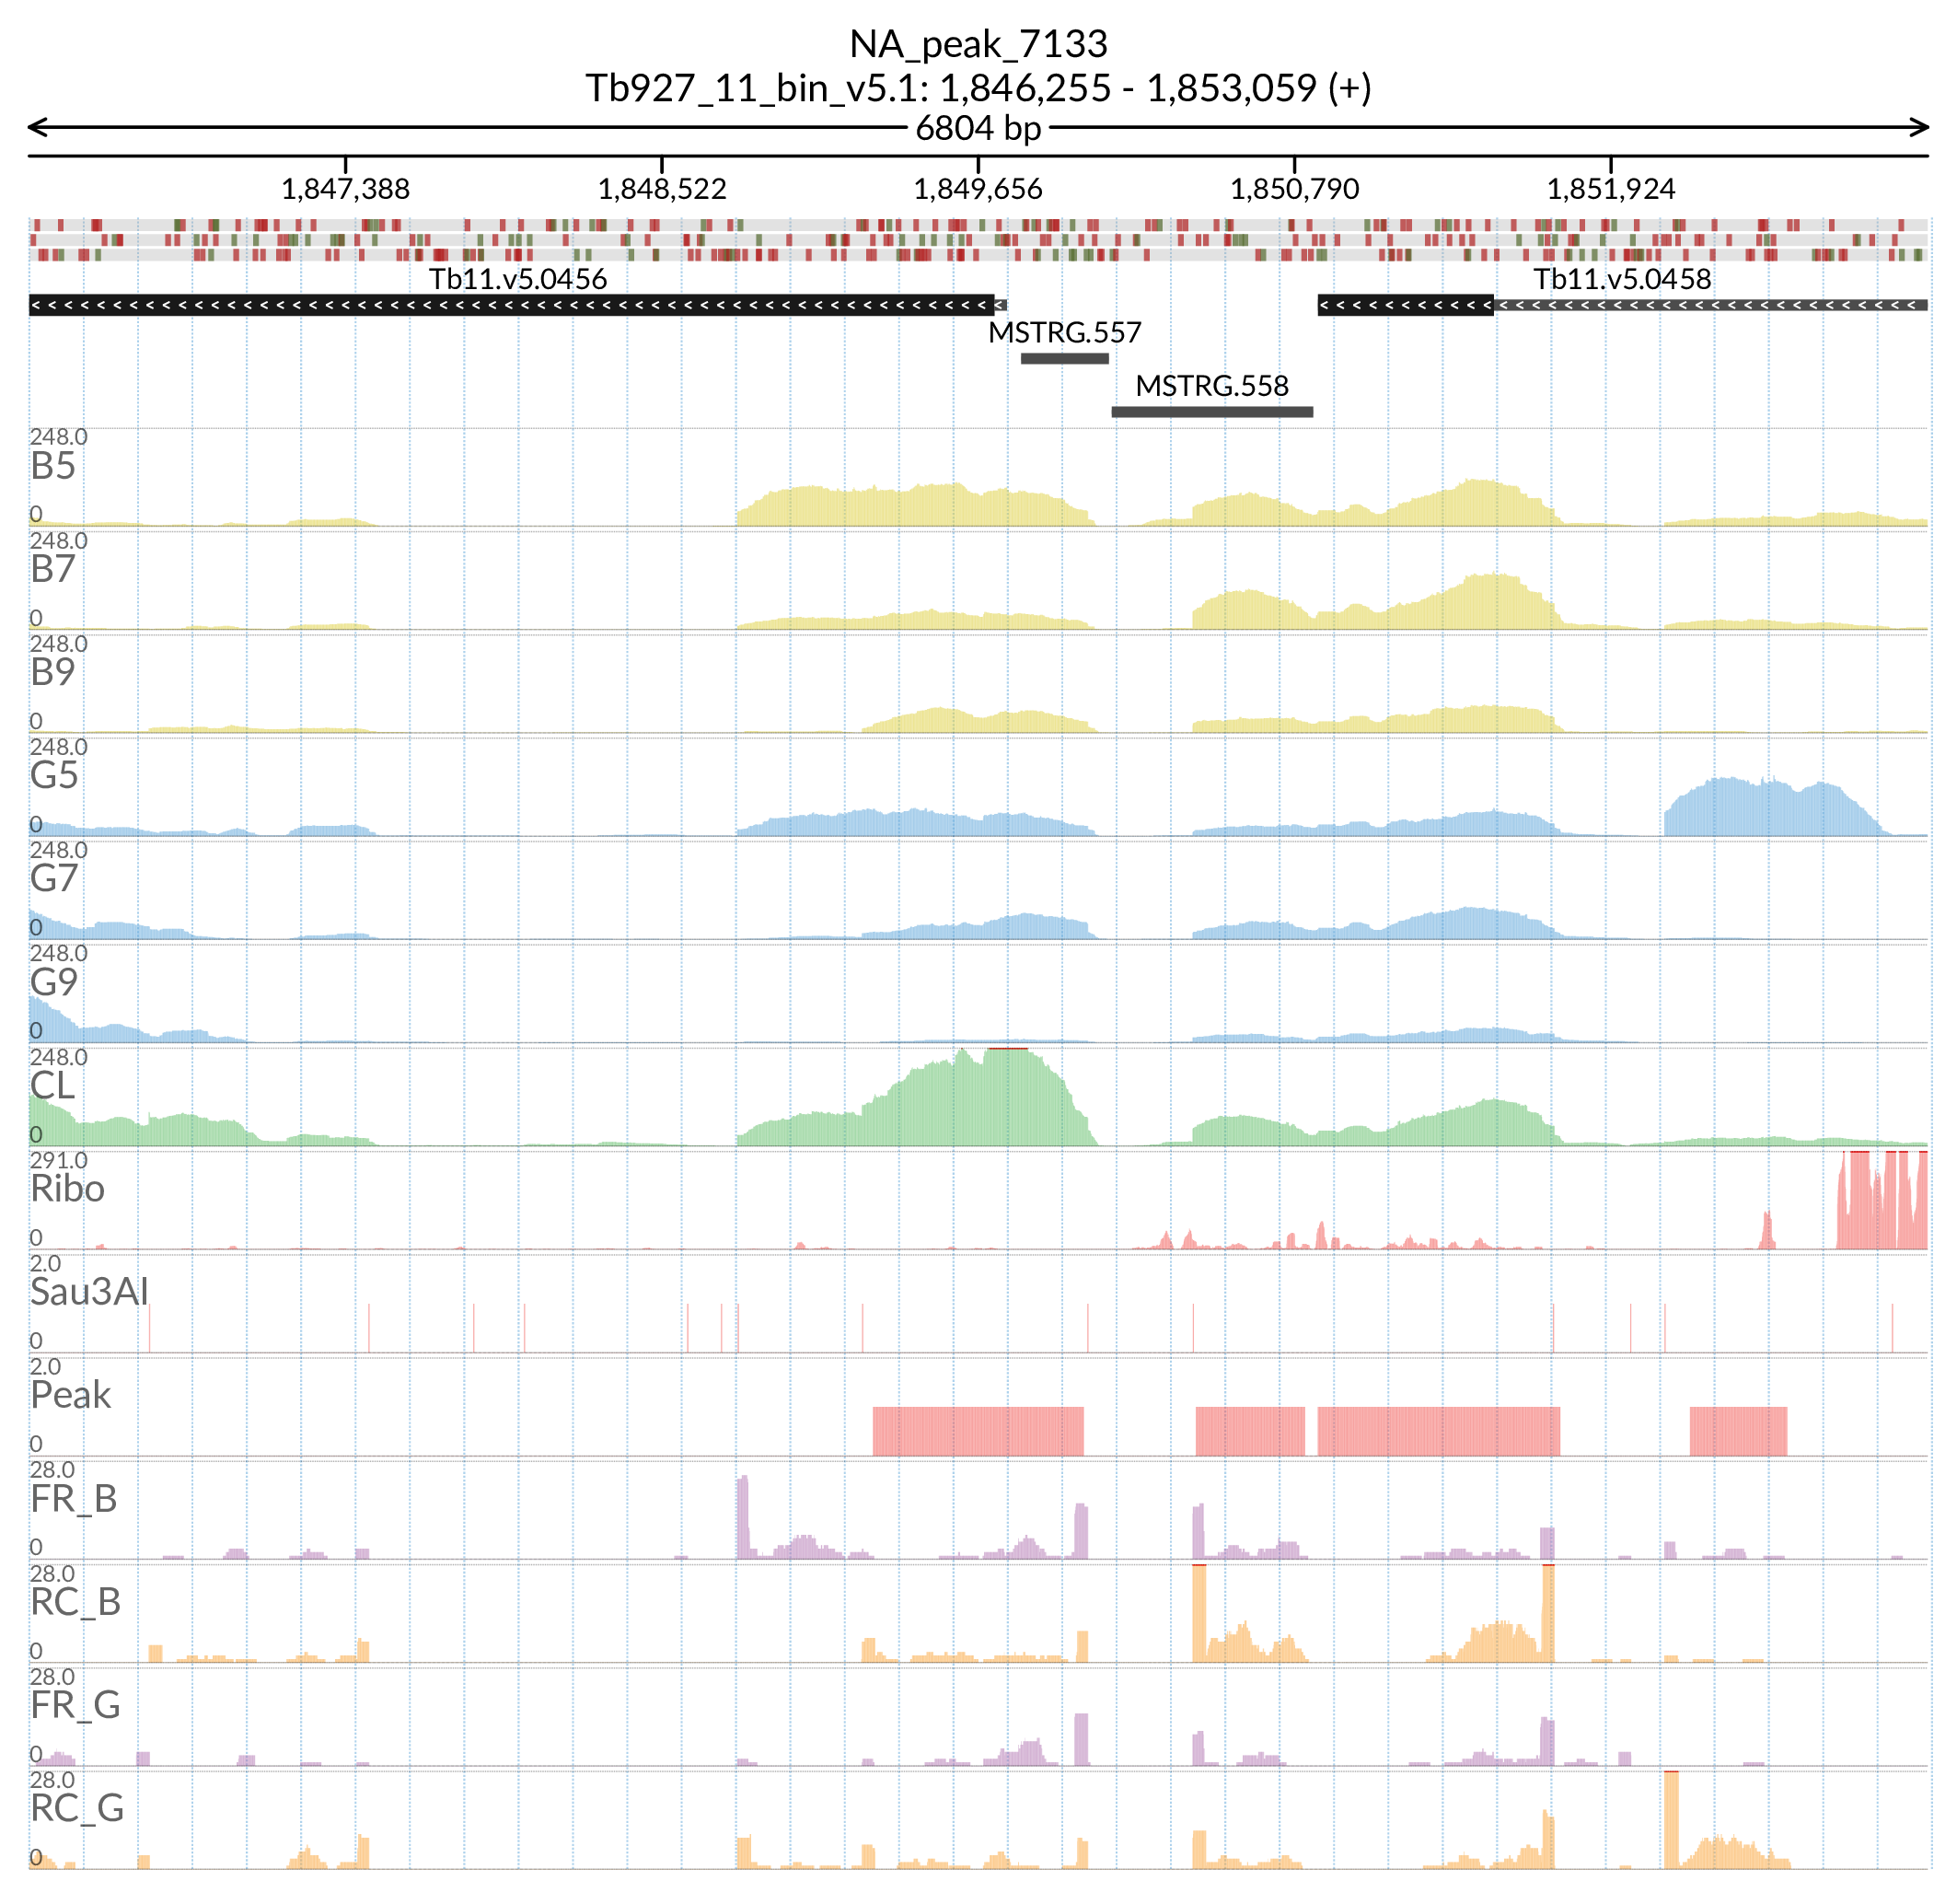 NA_peak_7133
Tb927_11_bin_v5.1: 1,846,255 - 1,853,059 (+)
6804 bp
1,847,388 1,848,522 1,849,656 1,850,790 1,851,924
Tb11.v5.0456 Tb11.v5.0458
MSTRG.557
MSTRG.558
248.0
B5
0
248.0
B7
0
248.0
B9
0
248.0
G5
0
248.0
G7
0
248.0
G9
0
248.0
CL
0
291.0
Ribo
0
2.0
Sau3AI
0
2.0
Peak
0
28.0
FR_B
0
28.0
RC_B
0
28.0
FR_G
0
28.0
RC_G
0